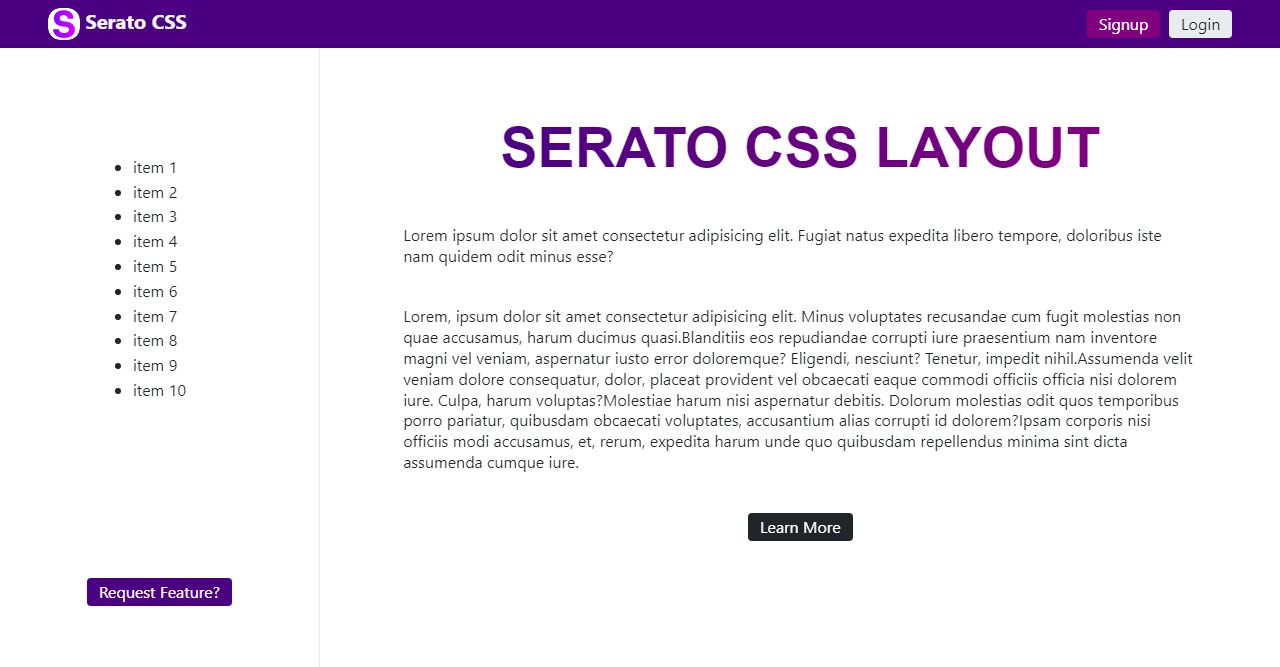 S Serato CSS
Signup
Login
item 1
item 2
item 3
item 4
item 5
item 6
item 7
item 8
item 9
item 10
Request Feature?
SERATO CSS LAYOUT
Lorem ipsum dolor sit amet consectetur adipisicing elit. Fugiat natus expedita libero tempore, doloribus iste
nam quidem odit minus esse?
Lorem, ipsum dolor sit amet consectetur adipisicing elit. Minus voluptates recusandae cum fugit molestias non
quae accusamus, harum ducimus quasi.Blanditiis eos repudiandae corrupti iure praesentium nam inventore
magni vel veniam, aspernatur iusto error doloremque? Eligendi, nesciunt? Tenetur, impedit nihil.Assumenda velit
veniam dolore consequatur, dolor, placeat provident vel obcaecati eaque commodi officiis officia nisi dolorem
iure. Culpa, harum voluptas?Molestiae harum nisi aspernatur debitis. Dolorum molestias odit quos temporibus
porro pariatur, quibusdam obcaecati voluptates, accusantium alias corrupti id dolorem?Ipsam corporis nisi
officiis modi accusamus, et, rerum, expedita harum unde quo quibusdam repellendus minima sint dicta
assumenda cumque iure.
Learn More